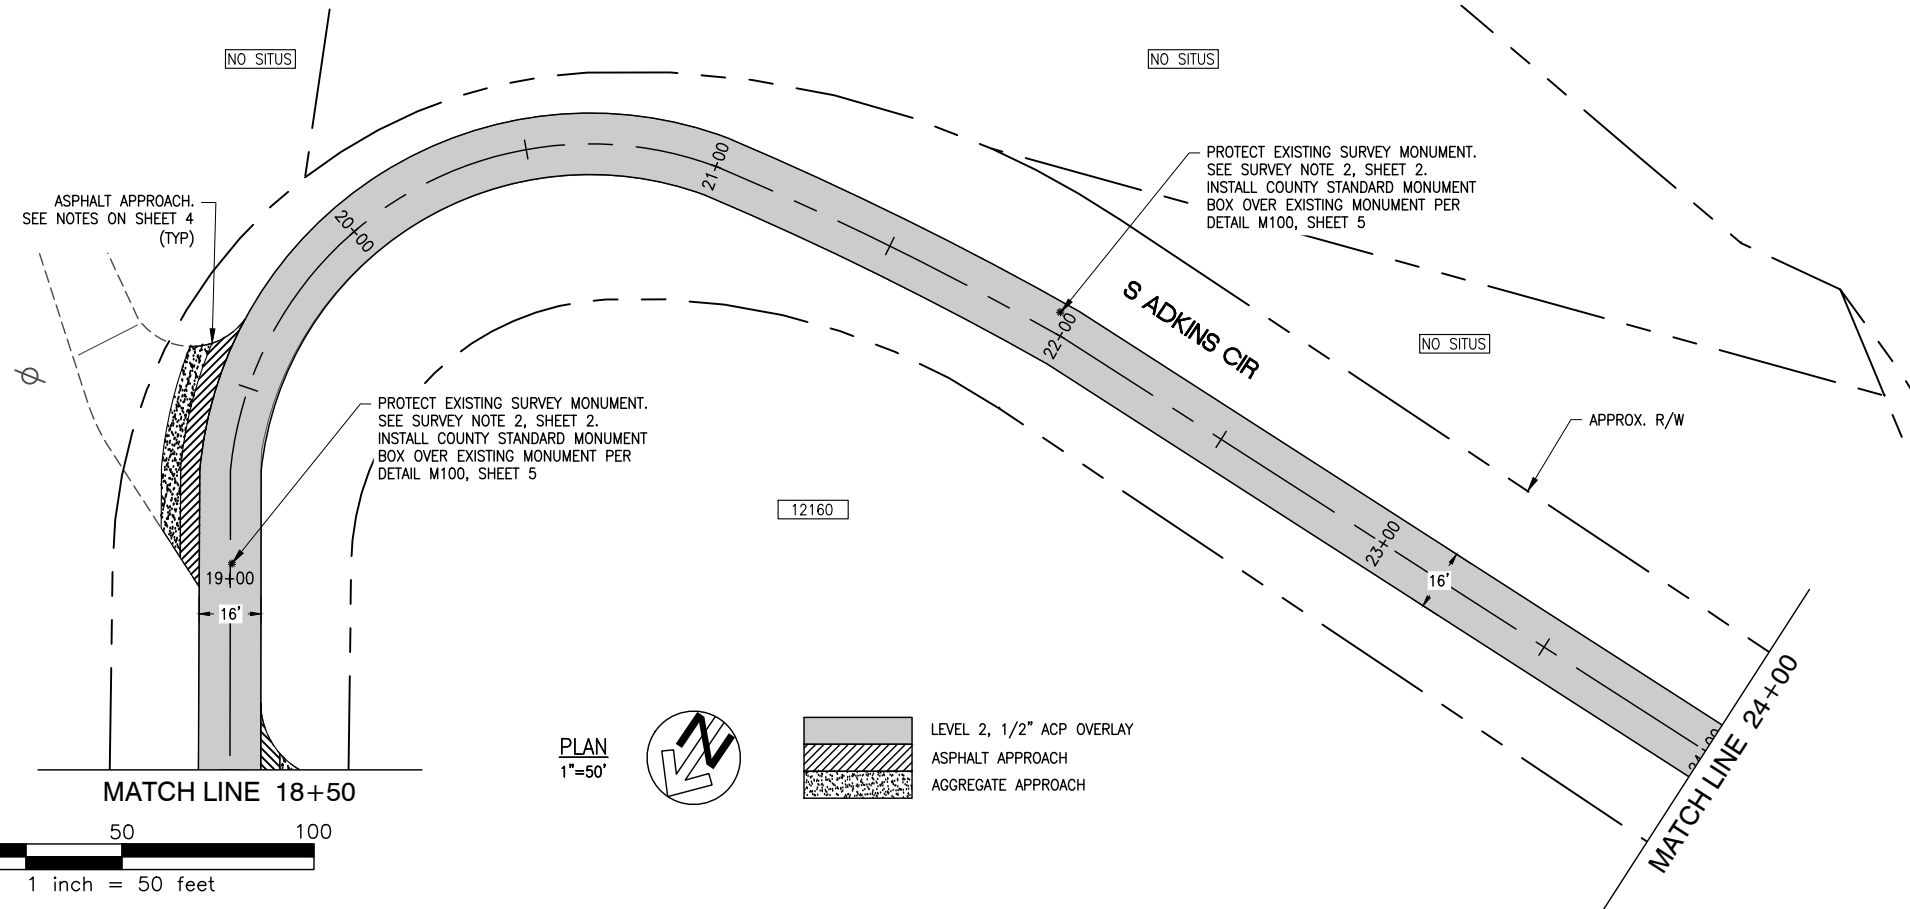 NO SITUS
NO SITUS
ASPHALT APPROACH.
SEE NOTES ON SHEET 4
(TYP)
PROTECT EXISTING SURVEY MONUMENT.
SEE SURVEY NOTE 2, SHEET 2.
INSTALL COUNTY STANDARD MONUMENT
BOX OVER EXISTING MONUMENT PER
DETAIL M100, SHEET 5
20+00
21+00
22+00
S ADKINS CIR
NO SITUS
PROTECT EXISTING SURVEY MONUMENT.
SEE SURVEY NOTE 2, SHEET 2.
INSTALL COUNTY STANDARD MONUMENT
BOX OVER EXISTING MONUMENT PER
DETAIL M100, SHEET 5
APPROX. R/W
12160
19+00
16'
23+00
16'
24+00
MATCH LINE 24+00
MATCH LINE 18+50
PLAN
1"=50'
N
LEVEL 2, 1/2" ACP OVERLAY
ASPHALT APPROACH
AGGREGATE APPROACH
50 100
1 inch = 50 feet